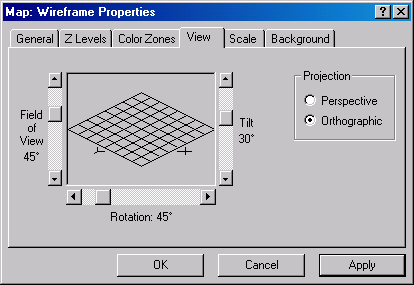 Map: Wireframe Properties
General Z Levels Color Zones View Scale Background
Field
of
View
45°
Tilt
30°
Rotation: 45°
Projection
Perspective
Orthographic
OK Cancel Apply